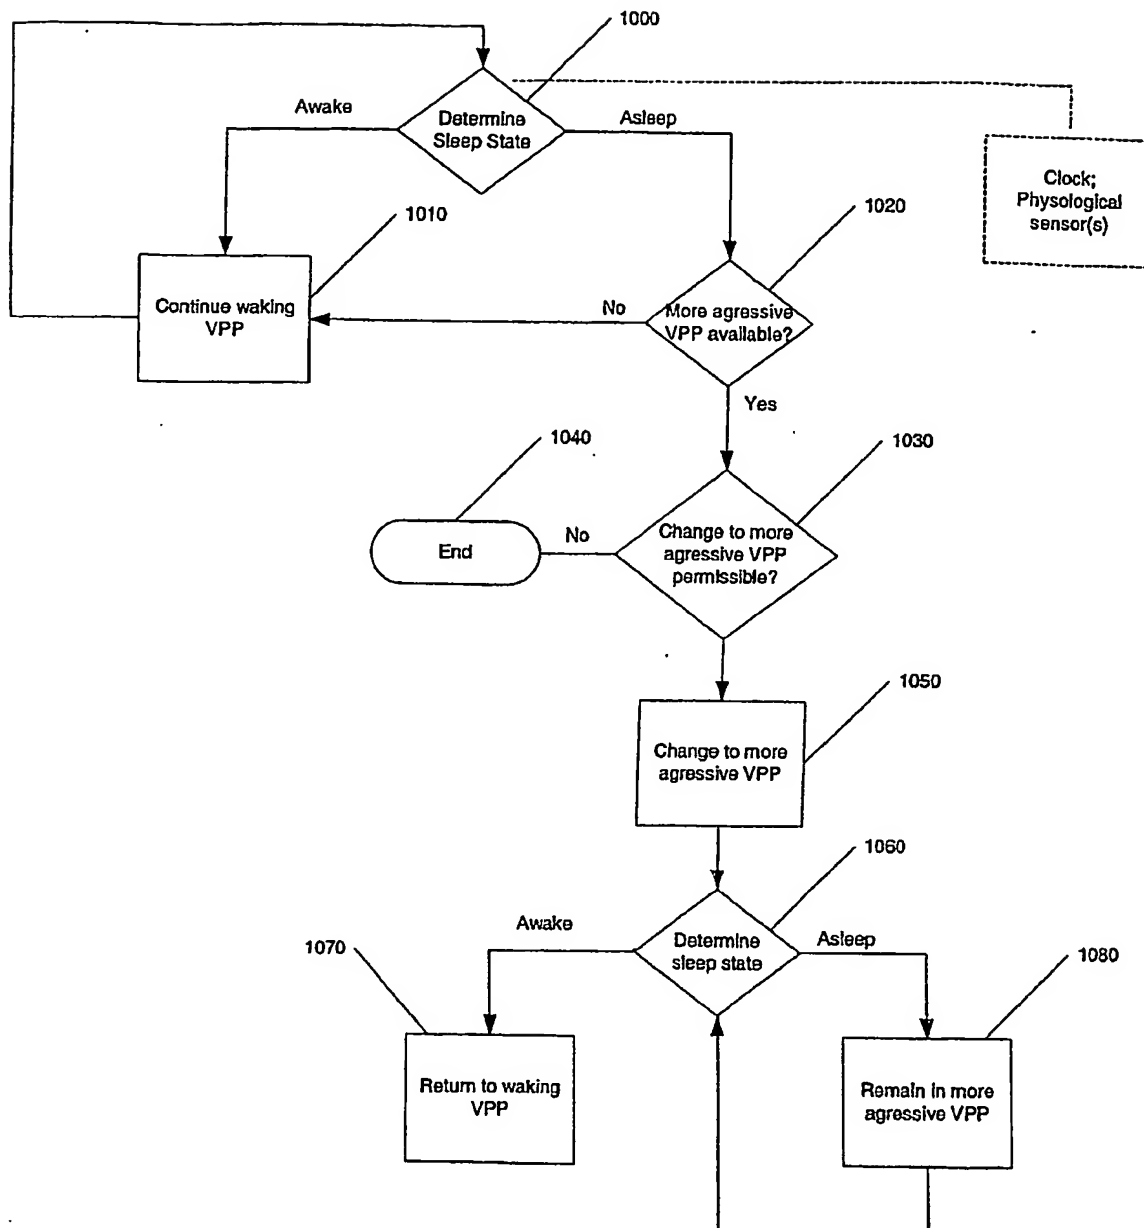 1000
Awake
Determine
Sleep State
Asleep
Clock;
Physological
sensor(s)
1010
1020
Continue waking
VPP
No
More agressive
VPP available?
Yes
1040
1030
End
No
Change to more
agressive VPP
permissible?
1050
Change to more
agressive VPP
1060
Awake
Determine
sleep state
Asleep
1070
1080
Return to waking
VPP
Remain in more
agressive VPP